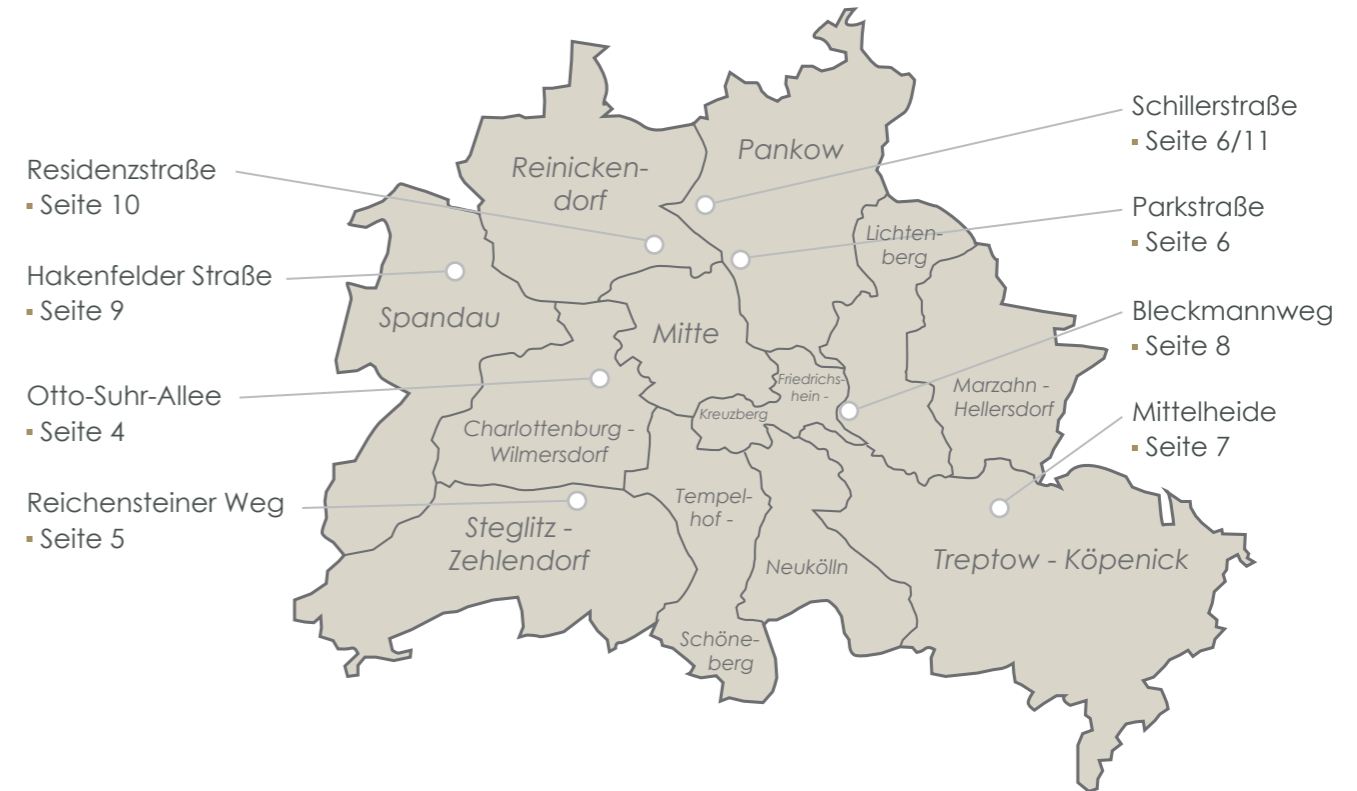 Residenzstraße
▪ Seite 10
Hakenfelder Straße
▪ Seite 9
Otto-Suhr-Allee
▪ Seite 4
Reichensteiner Weg
▪ Seite 5
Reinicken-
dorf
Pankow
Lichten-
berg
Spandau
Mitte
Friedrichs-
hein -
Kreuzberg
Marzahn -
Hellersdorf
Charlottenburg -
Wilmersdorf
Tempel-
hof -
Steglitz -
Zehlendorf
Neukölln
Treptow - Köpenick
Schöne-
berg
Schillerstraße
▪ Seite 6/11
Parkstraße
▪ Seite 6
Bleckmannweg
▪ Seite 8
Mittelheide
▪ Seite 7